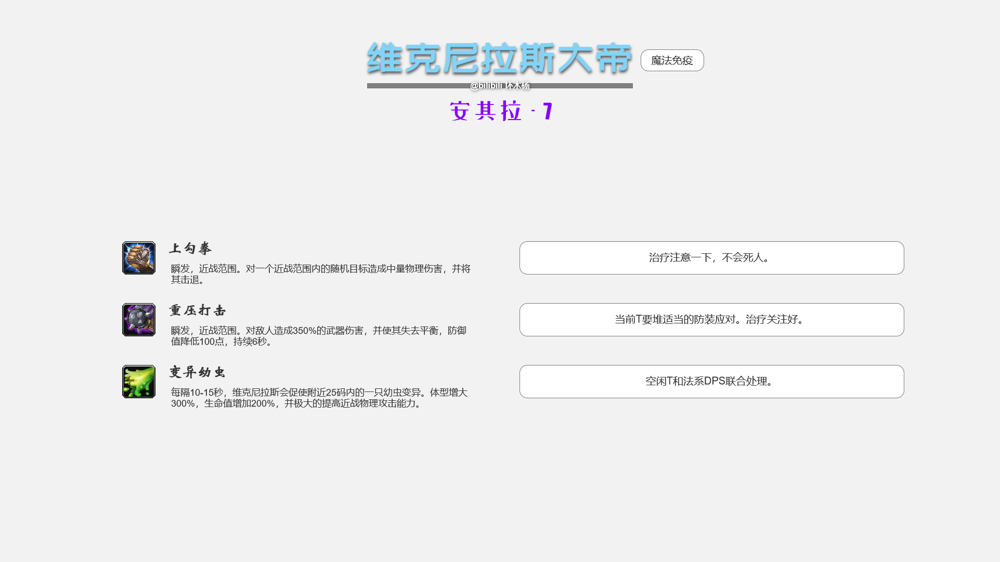 维克尼拉斯大帝
魔法免疫
@bilibili 坏木杨
安其拉 - 7
上勾拳
瞬发，近战范围。对一个近战范围内的随机目标造成中量物理伤害，并将
其击退。
治疗注意一下，不会死人。
重压打击
瞬发，近战范围。对敌人造成350%的武器伤害，并使其失去平衡，防御
值降低100点，持续6秒。
当前T要堆适当的防装应对。治疗关注好。
变异幼虫
每隔10-15秒，维克尼拉斯会促使附近25码内的一只幼虫变异。体型增大
300%，生命值增加200%，并极大的提高近战物理攻击能力。
空闲T和法系DPS联合处理。